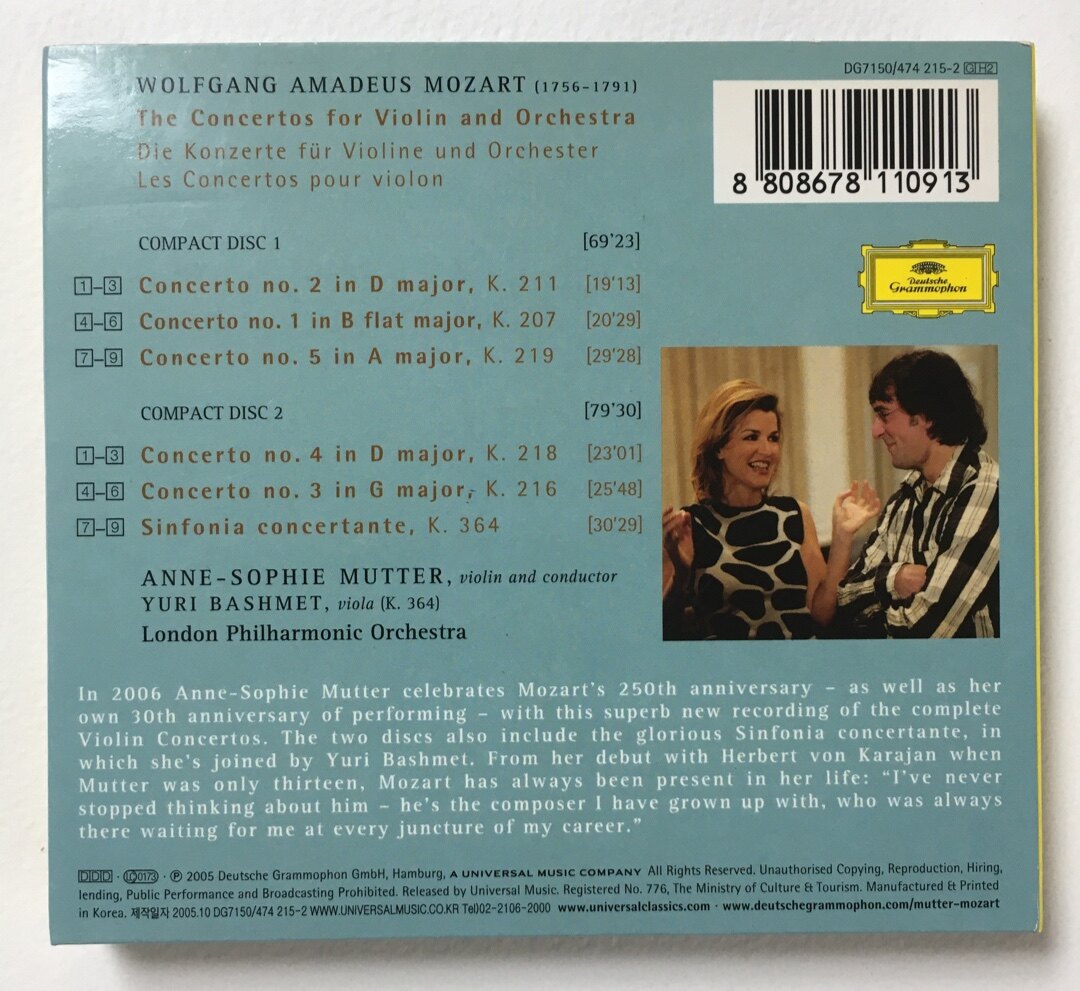 DG7150/474 215-2 GH2
WOLFGANG AMADEUS MOZART (1756–1791)
The Concertos for Violin and Orchestra
Die Konzerte für Violine und Orchester
Les Concertos pour violon
8 808678 110913
COMPACT DISC 1 [69'23]
1–3 Concerto no. 2 in D major, K. 211 [19'13]
4–6 Concerto no. 1 in B flat major, K. 207 [20'29]
7–9 Concerto no. 5 in A major, K. 219 [29'28]
Deutsche
Grammophon
COMPACT DISC 2 [79'30]
1–3 Concerto no. 4 in D major, K. 218 [23'01]
4–6 Concerto no. 3 in G major, K. 216 [25'48]
7–9 Sinfonia concertante, K. 364 [30'29]
ANNE-SOPHIE MUTTER, violin and conductor
YURI BASHMET, viola (K. 364)
London Philharmonic Orchestra
In 2006 Anne-Sophie Mutter celebrates Mozart's 250th anniversary – as well as her
own 30th anniversary of performing – with this superb new recording of the complete
Violin Concertos. The two discs also include the glorious Sinfonia concertante, in
which she's joined by Yuri Bashmet. From her debut with Herbert von Karajan when
Mutter was only thirteen, Mozart has always been present in her life: "I've never
stopped thinking about him – he's the composer I have grown up with, who was always
there waiting for me at every juncture of my career."
DDD · LC0173 · ℗ 2005 Deutsche Grammophon GmbH, Hamburg, A UNIVERSAL MUSIC COMPANY All Rights Reserved. Unauthorised Copying, Reproduction, Hiring,
lending, Public Performance and Broadcasting Prohibited. Released by Universal Music. Registered No. 776, The Ministry of Culture & Tourism. Manufactured & Printed
in Korea. 제작일자 2005.10 DG7150/474 215-2 WWW.UNIVERSALMUSIC.CO.KR Tel)02-2106-2000 www.universalclassics.com · www.deutschegrammophon.com/mutter-mozart